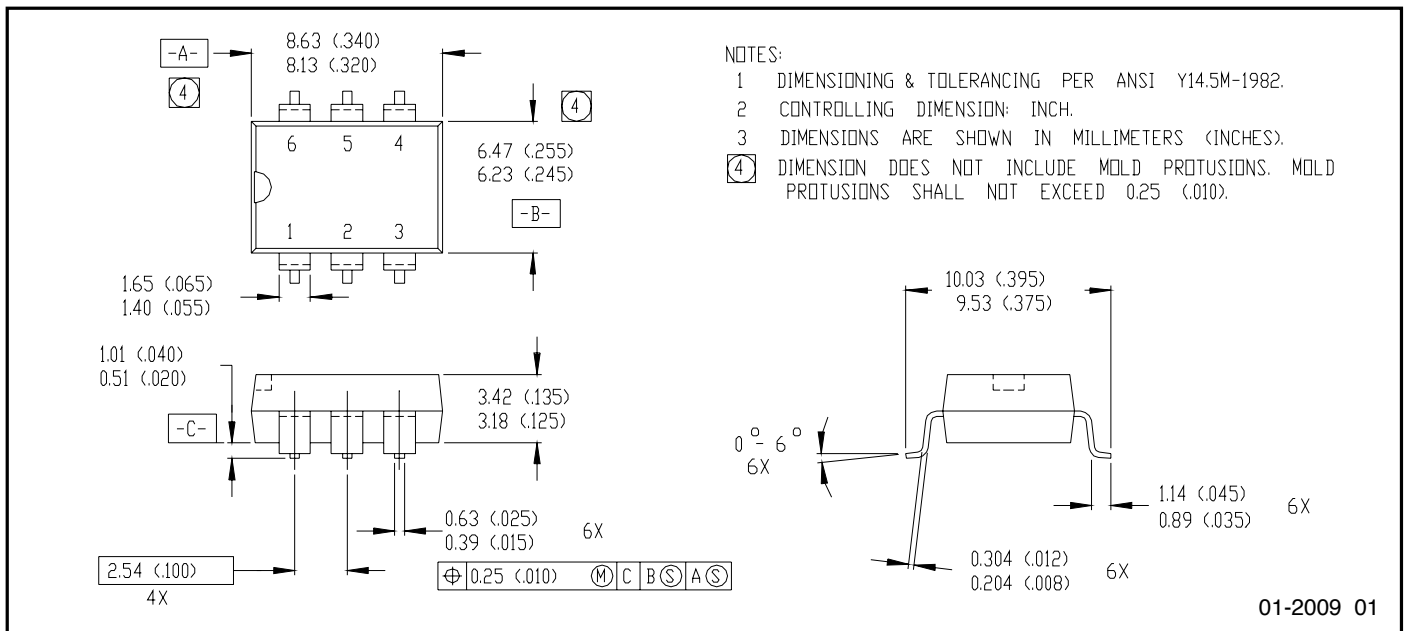 -A-
8.63 (.340)
8.13 (.320)
4
4
6 5 4
1 2 3
6.47 (.255)
6.23 (.245)
-B-
1.65 (.065)
1.40 (.055)
NOTES:
1 DIMENSIONING & TOLERANCING PER ANSI Y14.5M-1982.
2 CONTROLLING DIMENSION: INCH.
3 DIMENSIONS ARE SHOWN IN MILLIMETERS (INCHES).
4 DIMENSION DOES NOT INCLUDE MOLD PROTUSIONS. MOLD
PROTUSIONS SHALL NOT EXCEED 0.25 (.010).
1.01 (.040)
0.51 (.020)
-C-
3.42 (.135)
3.18 (.125)
0.63 (.025)
0.39 (.015)
6X
2.54 (.100)
4X
⌖ 0.25 (.010) Ⓜ C B Ⓢ A Ⓢ
10.03 (.395)
9.53 (.375)
0°-6°
6X
1.14 (.045)
0.89 (.035)
6X
0.304 (.012)
0.204 (.008)
6X
01-2009 01